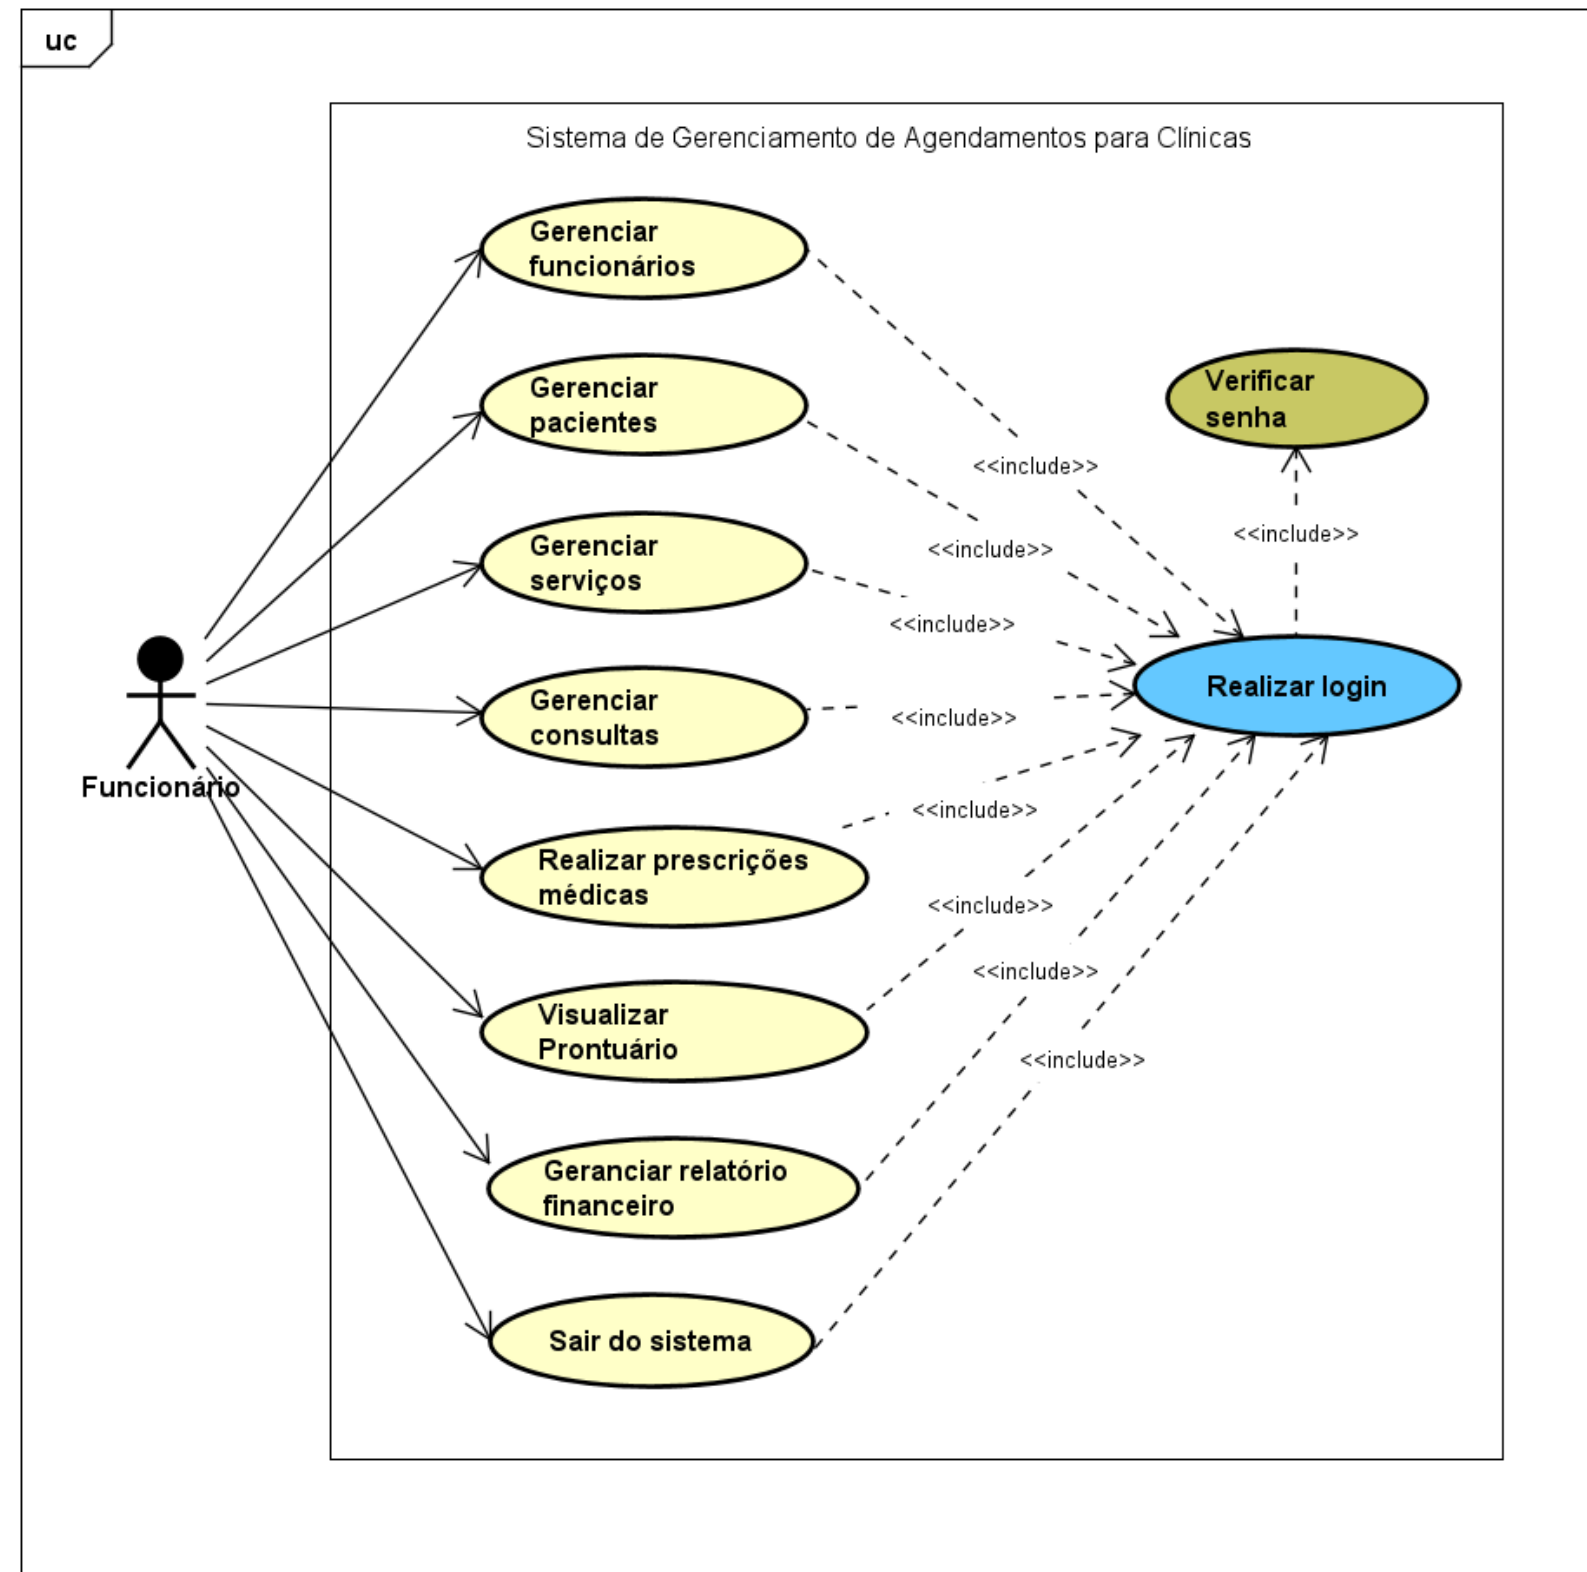 uc
Sistema de Gerenciamento de Agendamentos para Clínicas
Gerenciar
funcionários
Gerenciar
pacientes
Verificar
senha
<<include>>
<<include>>
<<include>>
Gerenciar
serviços
<<include>>
Realizar login
Gerenciar
consultas
<<include>>
Funcionário
<<include>>
Realizar prescrições
médicas
<<include>>
<<include>>
Visualizar
Prontuário
<<include>>
Geranciar relatório
financeiro
Sair do sistema